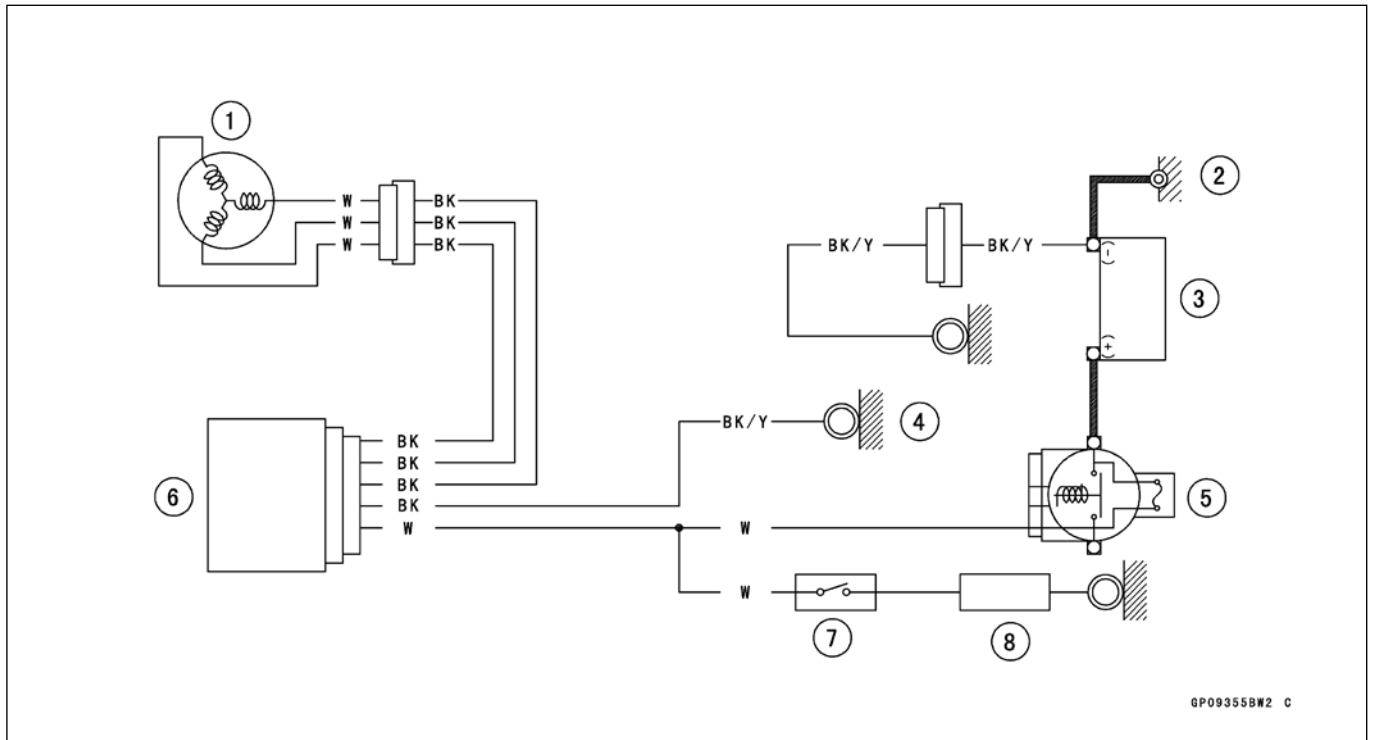 1
2
W BK
W BK
W BK
BK/Y BK/Y
(-)
3
(+)
BK/Y
4
BK
BK
BK
BK
W W
6
5
W
7
8
GP09355BW2 C